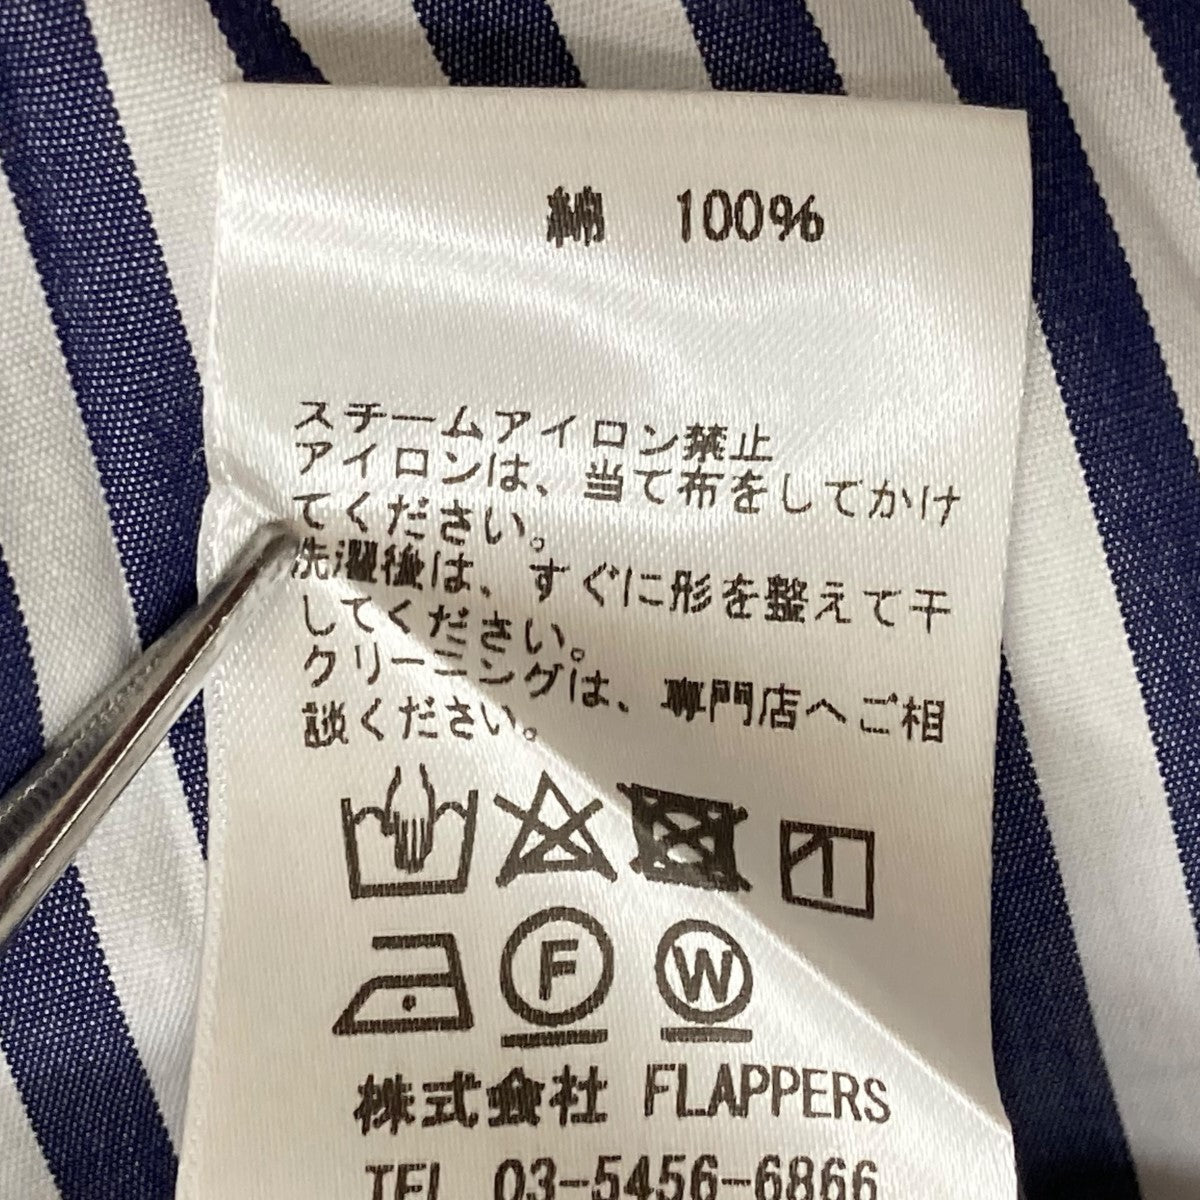 綿 100%
スチームアイロン禁止
アイロンは、当て布をしてかけ
てください。
洗濯後は、すぐに形を整えて干
してください。
クリーニングは、専門店へご相
談ください。
F W
株式会社 FLAPPERS
TEL 03-5456-6866